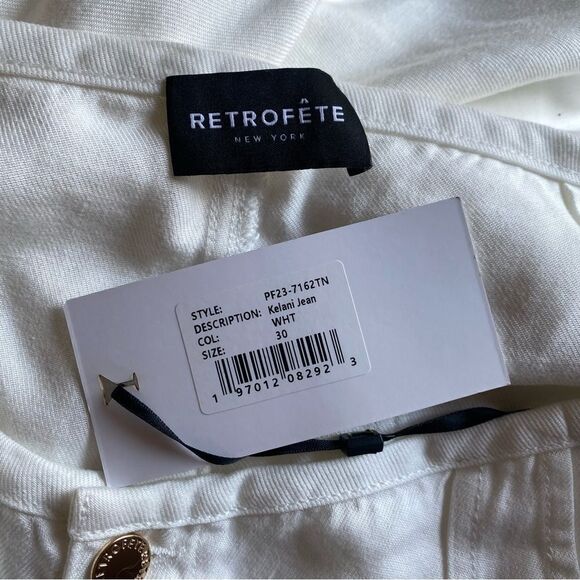 RETROFÊTE
NEW YORK
STYLE: PF23-7162TN
DESCRIPTION: Kelani Jean
COL: WHT
SIZE: 30
1 97012 08292 3